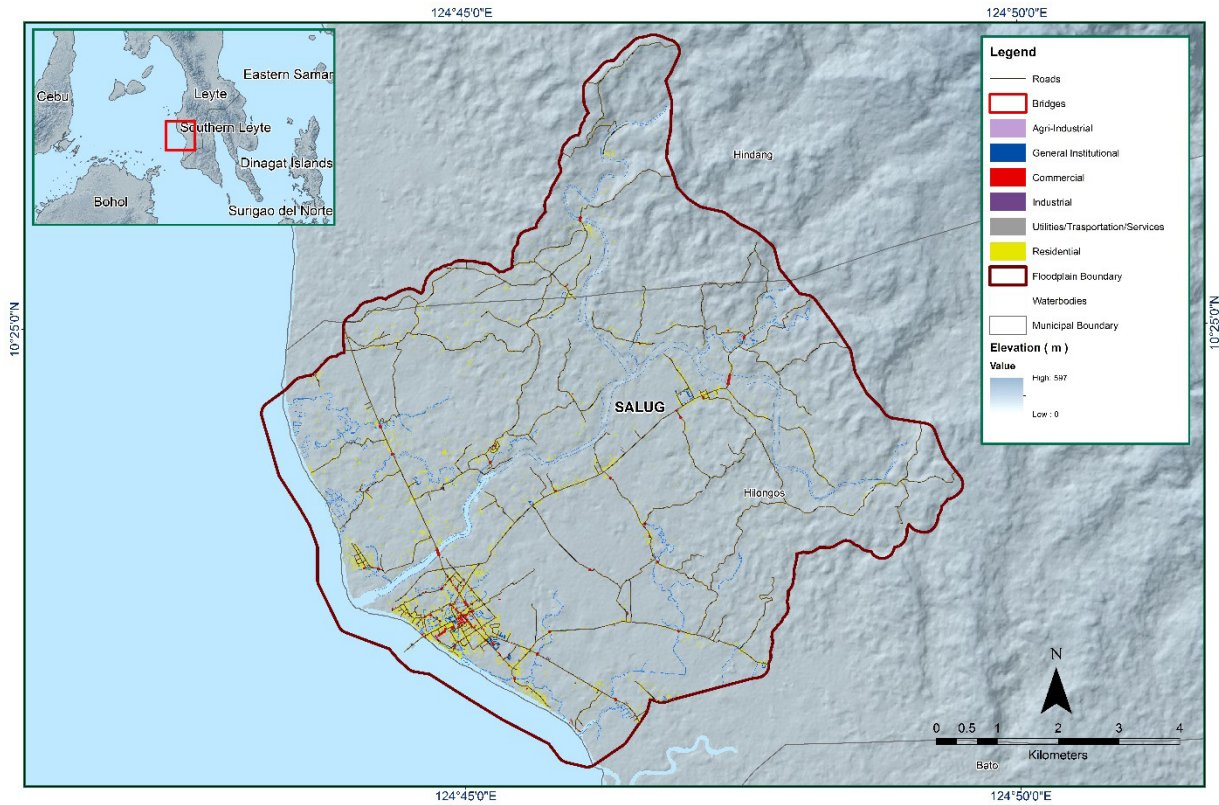 124°45'0"E
124°50'0"E
Cebu
Leyte
Eastern Samar
Southern Leyte
Dinagat Islands
Bohol
Surigao del Norte
Legend
Roads
Bridges
Agri-Industrial
General Institutional
Commercial
Industrial
Utilities/Trasportation/Services
Residential
Floodplain Boundary
Waterbodies
Municipal Boundary
Elevation ( m )
Value
High: 597
Low : 0
Hindang
10°25'0"N
10°25'0"N
SALUG
Hilongos
N
0 0.5 1 2 3 4
Kilometers
Bato
124°45'0"E
124°50'0"E